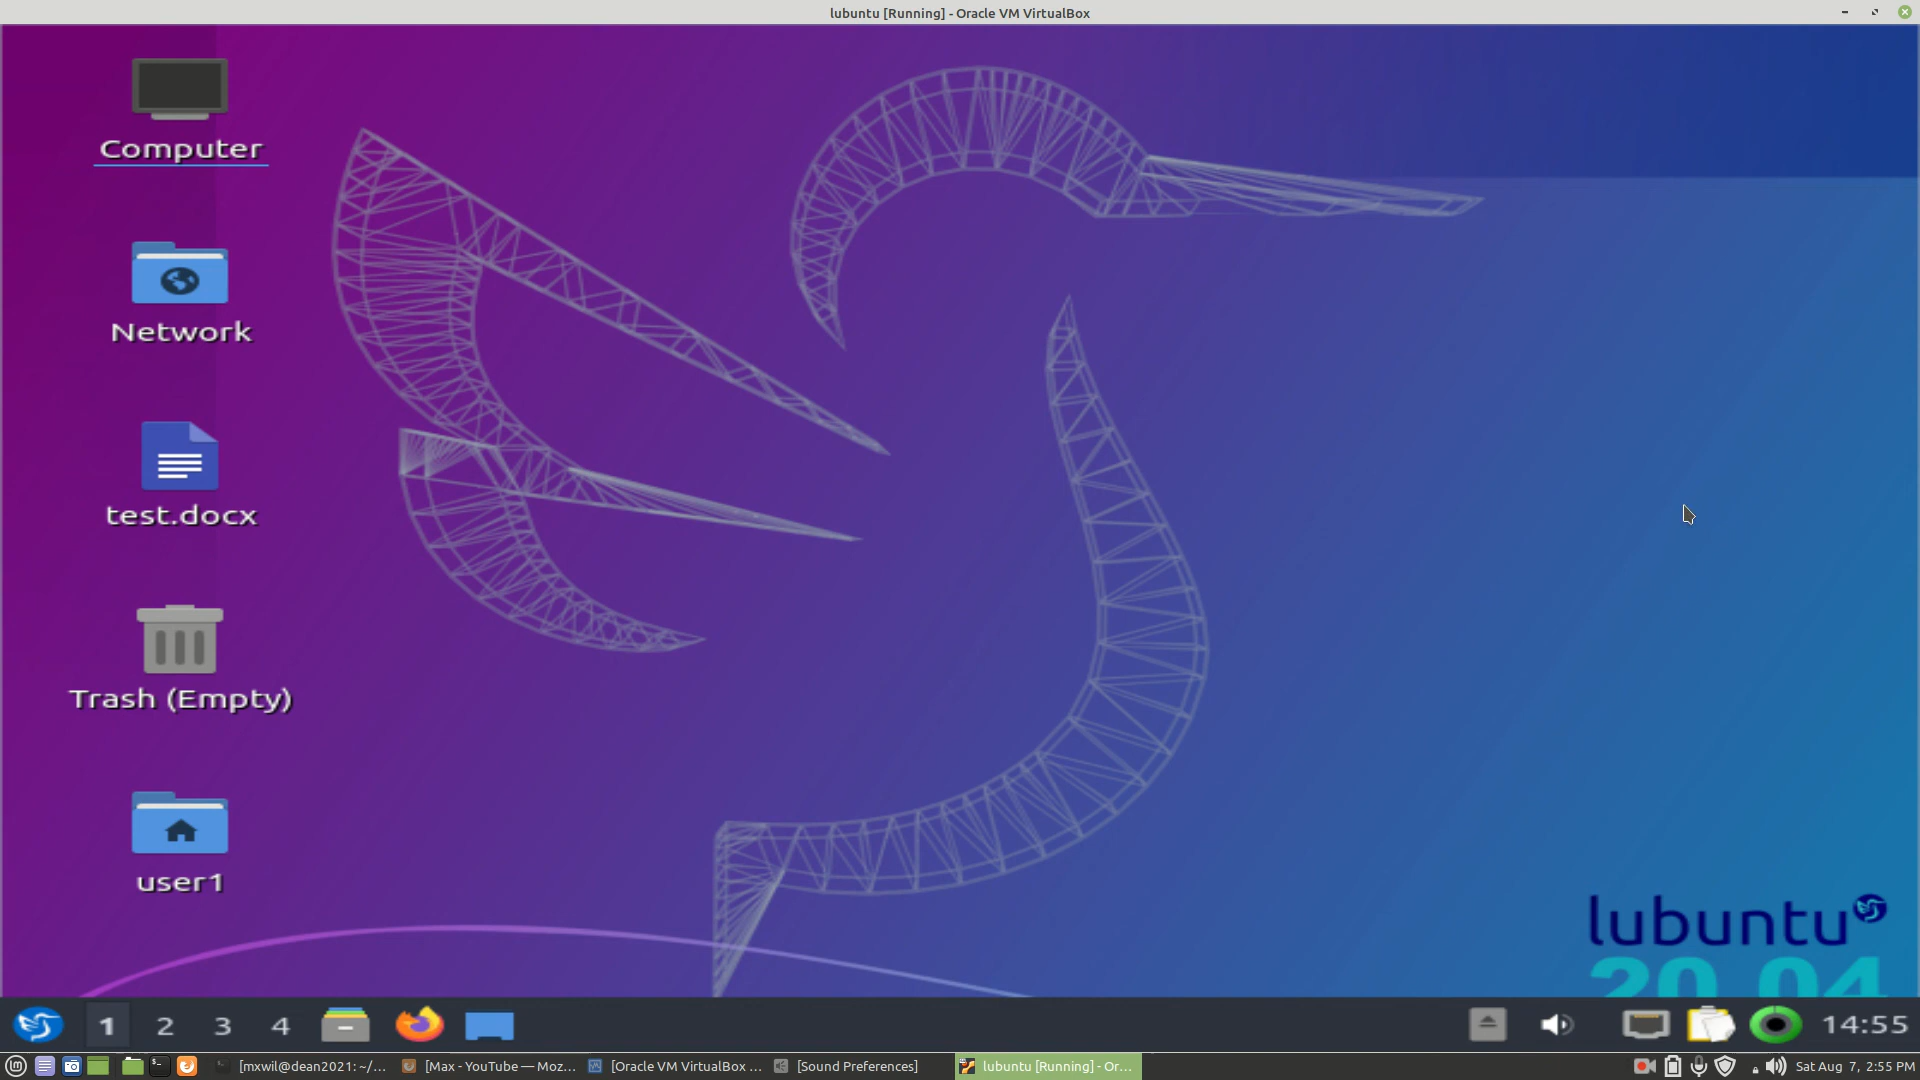 lubuntu [Running] - Oracle VM VirtualBox
Computer
Network
test.docx
Trash (Empty)
user1
lubuntu
20.04
1 2 3 4
14:55
[mxwil@dean2021: ~/...
[Max - YouTube — Moz...
[Oracle VM VirtualBox ...
[Sound Preferences]
lubuntu [Running] - Or...
Sat Aug 7, 2:55 PM